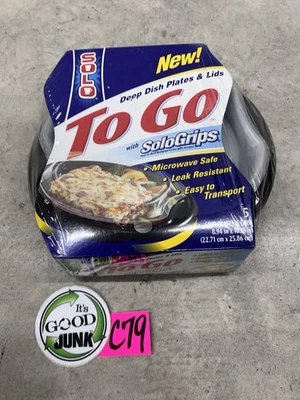 SOLO
New!
Deep Dish Plates & Lids
To Go
with SoloGrips
• Microwave Safe
• Leak Resistant
• Easy to Transport
5
(22.71 cm x 25.86 cm)
To Go
It's
GOOD
JUNK
C79